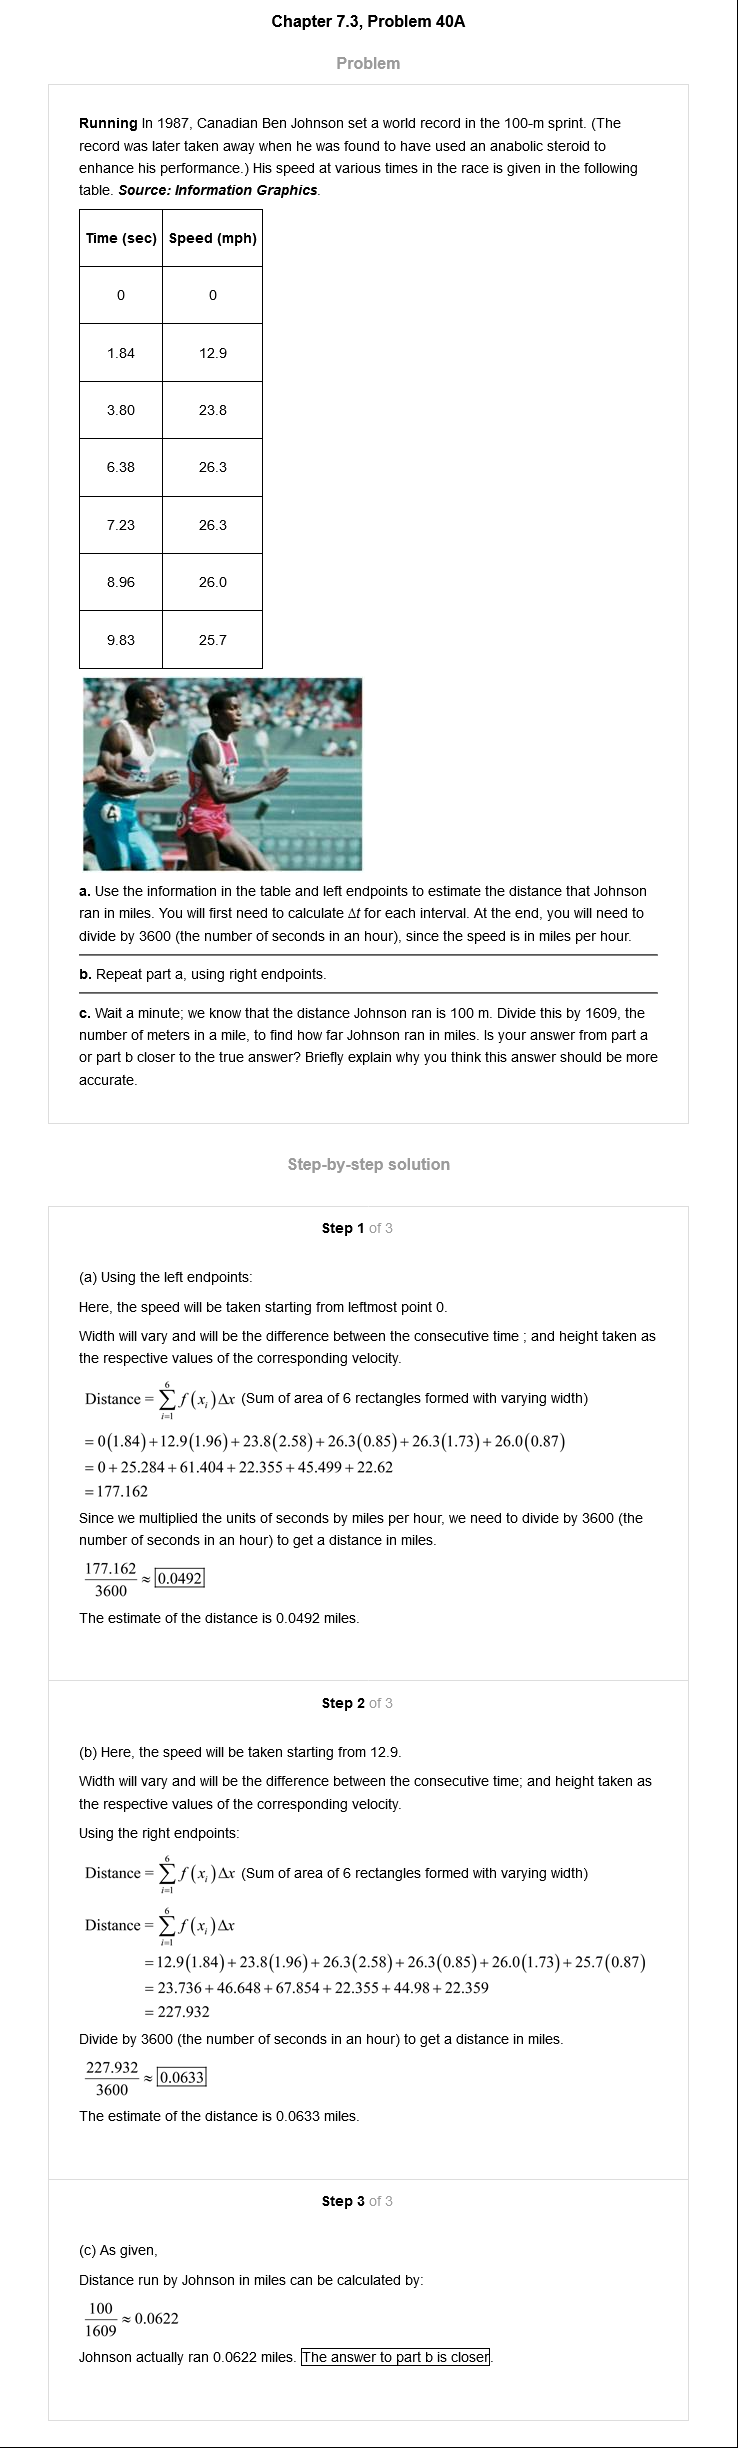 Chapter 7.3, Problem 40A
Problem
Running In 1987, Canadian Ben Johnson set a world record in the 100-m sprint. (The
record was later taken away when he was found to have used an anabolic steroid to
enhance his performance.) His speed at various times in the race is given in the following
table. Source: Information Graphics.
Time (sec) Speed (mph)
0 0
1.84 12.9
3.80 23.8
6.38 26.3
7.23 26.3
8.96 26.0
9.83 25.7
4
3
a. Use the information in the table and left endpoints to estimate the distance that Johnson
ran in miles. You will first need to calculate Δt for each interval. At the end, you will need to
divide by 3600 (the number of seconds in an hour), since the speed is in miles per hour.
b. Repeat part a, using right endpoints.
c. Wait a minute; we know that the distance Johnson ran is 100 m. Divide this by 1609, the
number of meters in a mile, to find how far Johnson ran in miles. Is your answer from part a
or part b closer to the true answer? Briefly explain why you think this answer should be more
accurate.
Step-by-step solution
Step 1 of 3
(a) Using the left endpoints:
Here, the speed will be taken starting from leftmost point 0.
Width will vary and will be the difference between the consecutive time ; and height taken as
the respective values of the corresponding velocity.
Distance = ∑_{i=1}^{6} f(x_i)Δx (Sum of area of 6 rectangles formed with varying width)
= 0(1.84)+12.9(1.96)+23.8(2.58)+26.3(0.85)+26.3(1.73)+26.0(0.87)
= 0+25.284+61.404+22.355+45.499+22.62
= 177.162
Since we multiplied the units of seconds by miles per hour, we need to divide by 3600 (the
number of seconds in an hour) to get a distance in miles.
177.162/3600 ≈ 0.0492
The estimate of the distance is 0.0492 miles.
Step 2 of 3
(b) Here, the speed will be taken starting from 12.9.
Width will vary and will be the difference between the consecutive time; and height taken as
the respective values of the corresponding velocity.
Using the right endpoints:
Distance = ∑_{i=1}^{6} f(x_i)Δx (Sum of area of 6 rectangles formed with varying width)
Distance = ∑_{i=1}^{6} f(x_i)Δx
= 12.9(1.84)+23.8(1.96)+26.3(2.58)+26.3(0.85)+26.0(1.73)+25.7(0.87)
= 23.736+46.648+67.854+22.355+44.98+22.359
= 227.932
Divide by 3600 (the number of seconds in an hour) to get a distance in miles.
227.932/3600 ≈ 0.0633
The estimate of the distance is 0.0633 miles.
Step 3 of 3
(c) As given,
Distance run by Johnson in miles can be calculated by:
100/1609 ≈ 0.0622
Johnson actually ran 0.0622 miles. The answer to part b is closer.